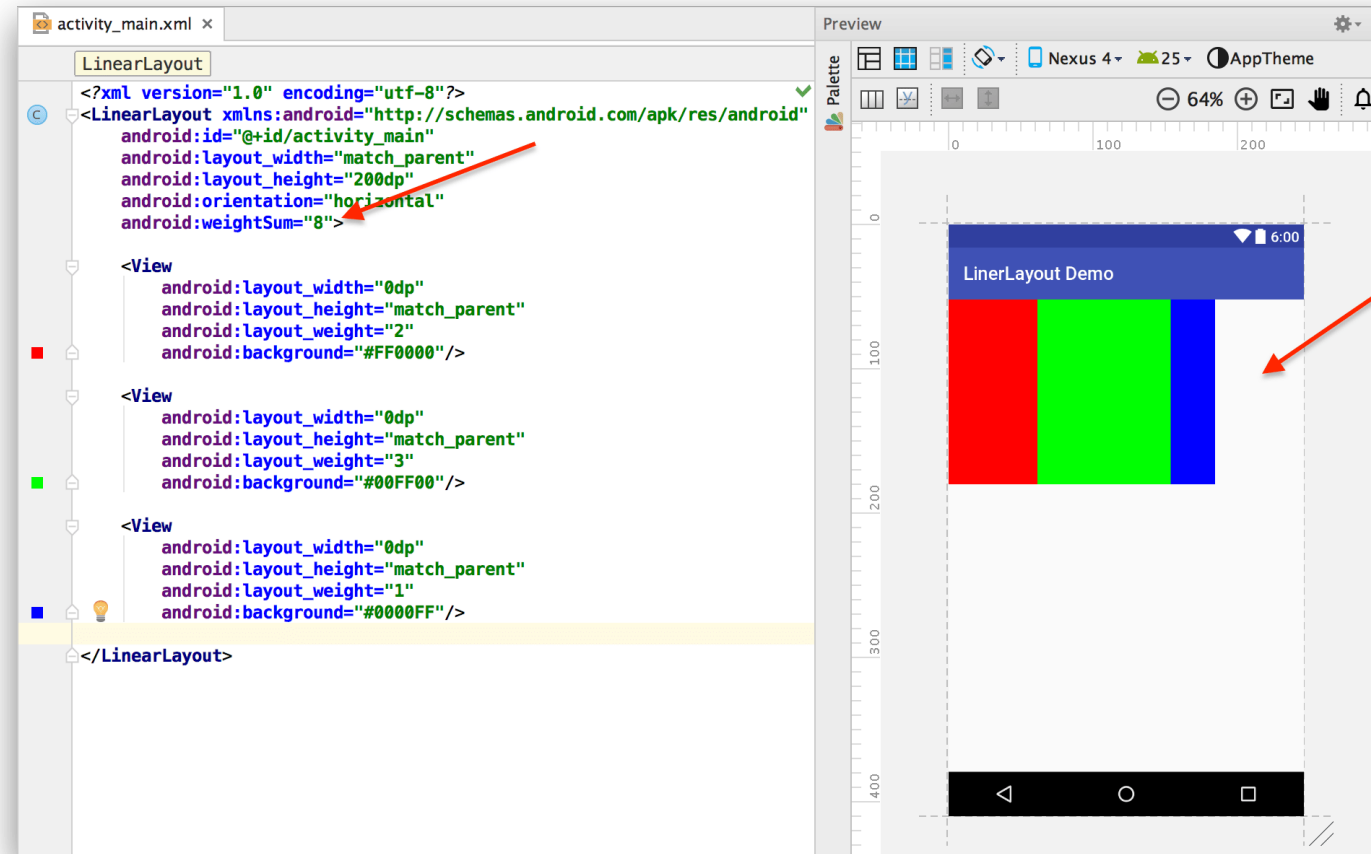 activity_main.xml ×
LinearLayout
<?xml version="1.0" encoding="utf-8"?>
C
<LinearLayout xmlns:android="http://schemas.android.com/apk/res/android"
android:id="@+id/activity_main"
android:layout_width="match_parent"
android:layout_height="200dp"
android:orientation="horizontal"
android:weightSum="8">
<View
android:layout_width="0dp"
android:layout_height="match_parent"
android:layout_weight="2"
android:background="#FF0000"/>
<View
android:layout_width="0dp"
android:layout_height="match_parent"
android:layout_weight="3"
android:background="#00FF00"/>
<View
android:layout_width="0dp"
android:layout_height="match_parent"
android:layout_weight="1"
android:background="#0000FF"/>
</LinearLayout>
Preview
Palette
Nexus 4 25 AppTheme
64%
0 100 200
0
100
200
300
400
6:00
LinerLayout Demo